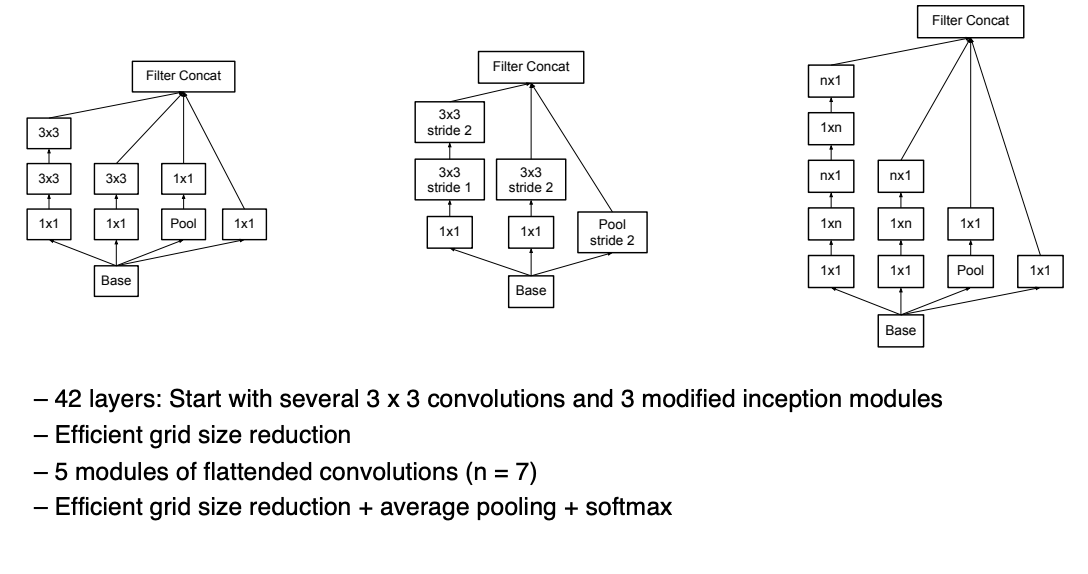 Filter Concat
3x3
3x3
3x3
1x1
1x1
1x1
Pool
1x1
Base
Filter Concat
3x3
stride 2
3x3
stride 1
3x3
stride 2
1x1
1x1
Pool
stride 2
Base
Filter Concat
nx1
1xn
nx1
nx1
1xn
1xn
1x1
1x1
1x1
Pool
1x1
Base
– 42 layers: Start with several 3 x 3 convolutions and 3 modified inception modules
– Efficient grid size reduction
– 5 modules of flattended convolutions (n = 7)
– Efficient grid size reduction + average pooling + softmax